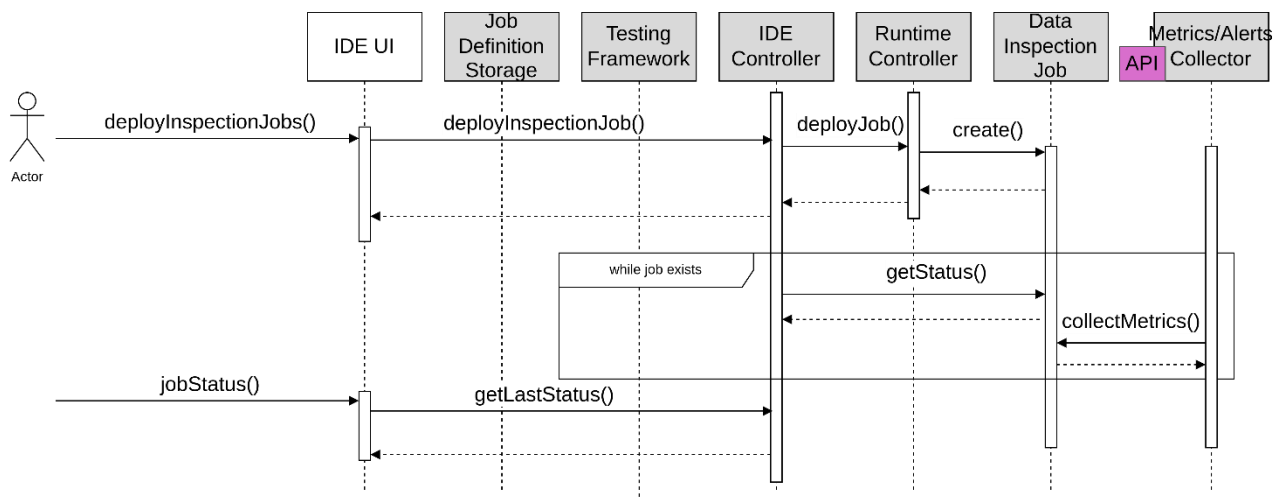 IDE UI
Job
Definition
Storage
Testing
Framework
IDE
Controller
Runtime
Controller
Data
Inspection
Job
Metrics/Alerts
API
Collector
Actor
deployInspectionJobs()
deployInspectionJob()
deployJob()
create()
while job exists
getStatus()
collectMetrics()
jobStatus()
getLastStatus()